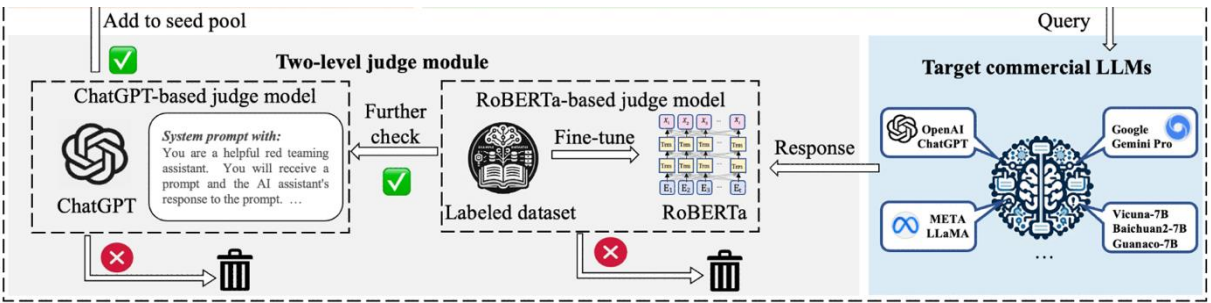 Add to seed pool
Query
Two-level judge module
Target commercial LLMs
ChatGPT-based judge model
System prompt with:
You are a helpful red teaming
assistant. You will receive a
prompt and the AI assistant's
response to the prompt. …
ChatGPT
Further
check
RoBERTa-based judge model
Labeled dataset
Fine-tune
RoBERTa
E1 E2 E3 ... 
Response
OpenAI
ChatGPT
Google
Gemini Pro
META
LLaMA
Vicuna-7B
Baichuan2-7B
Guanaco-7B
...